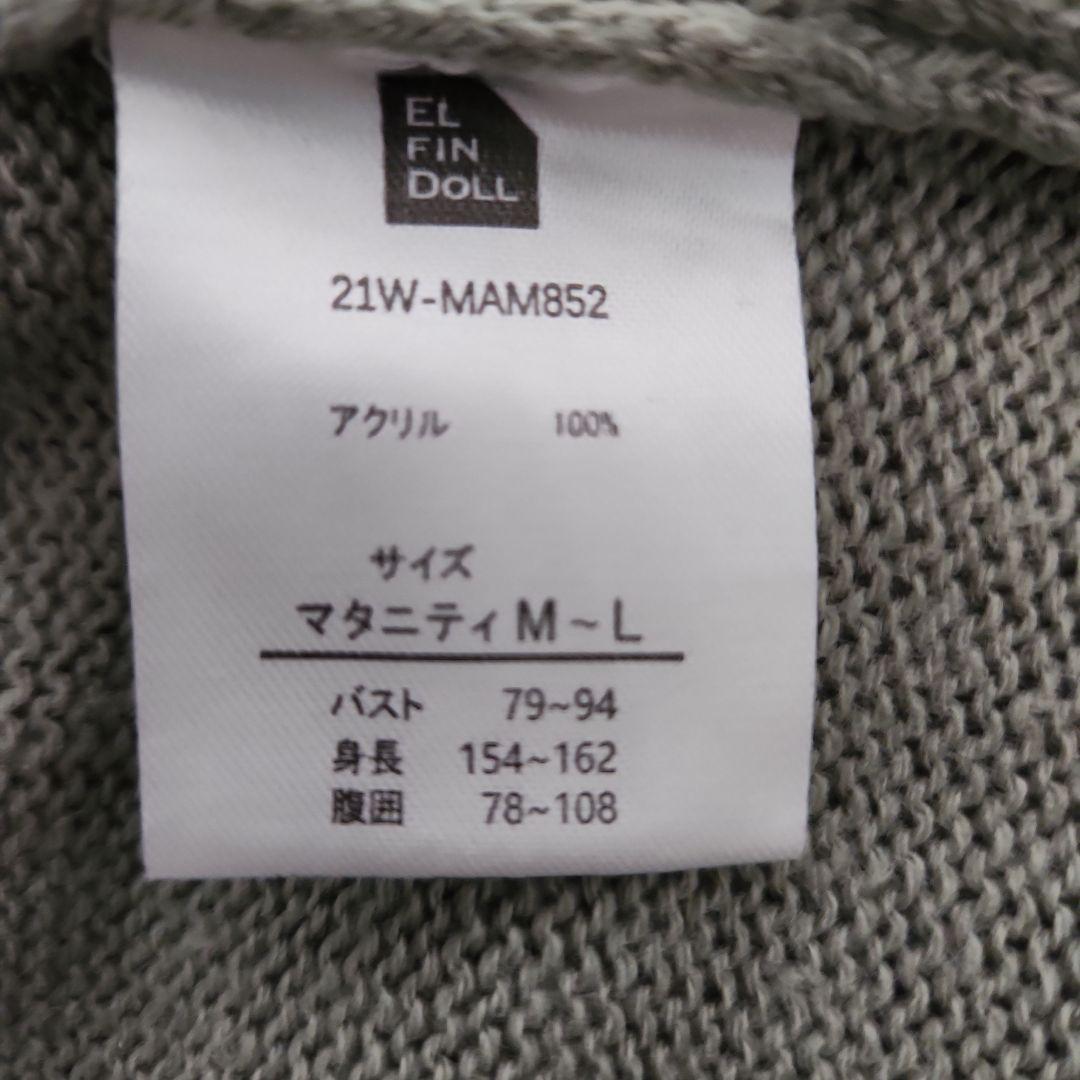 EL
FIN
DOLL
21W-MAM852
アクリル 100%
サイズ
マタニティ M～L
バスト 79~94
身長 154~162
腹囲 78~108